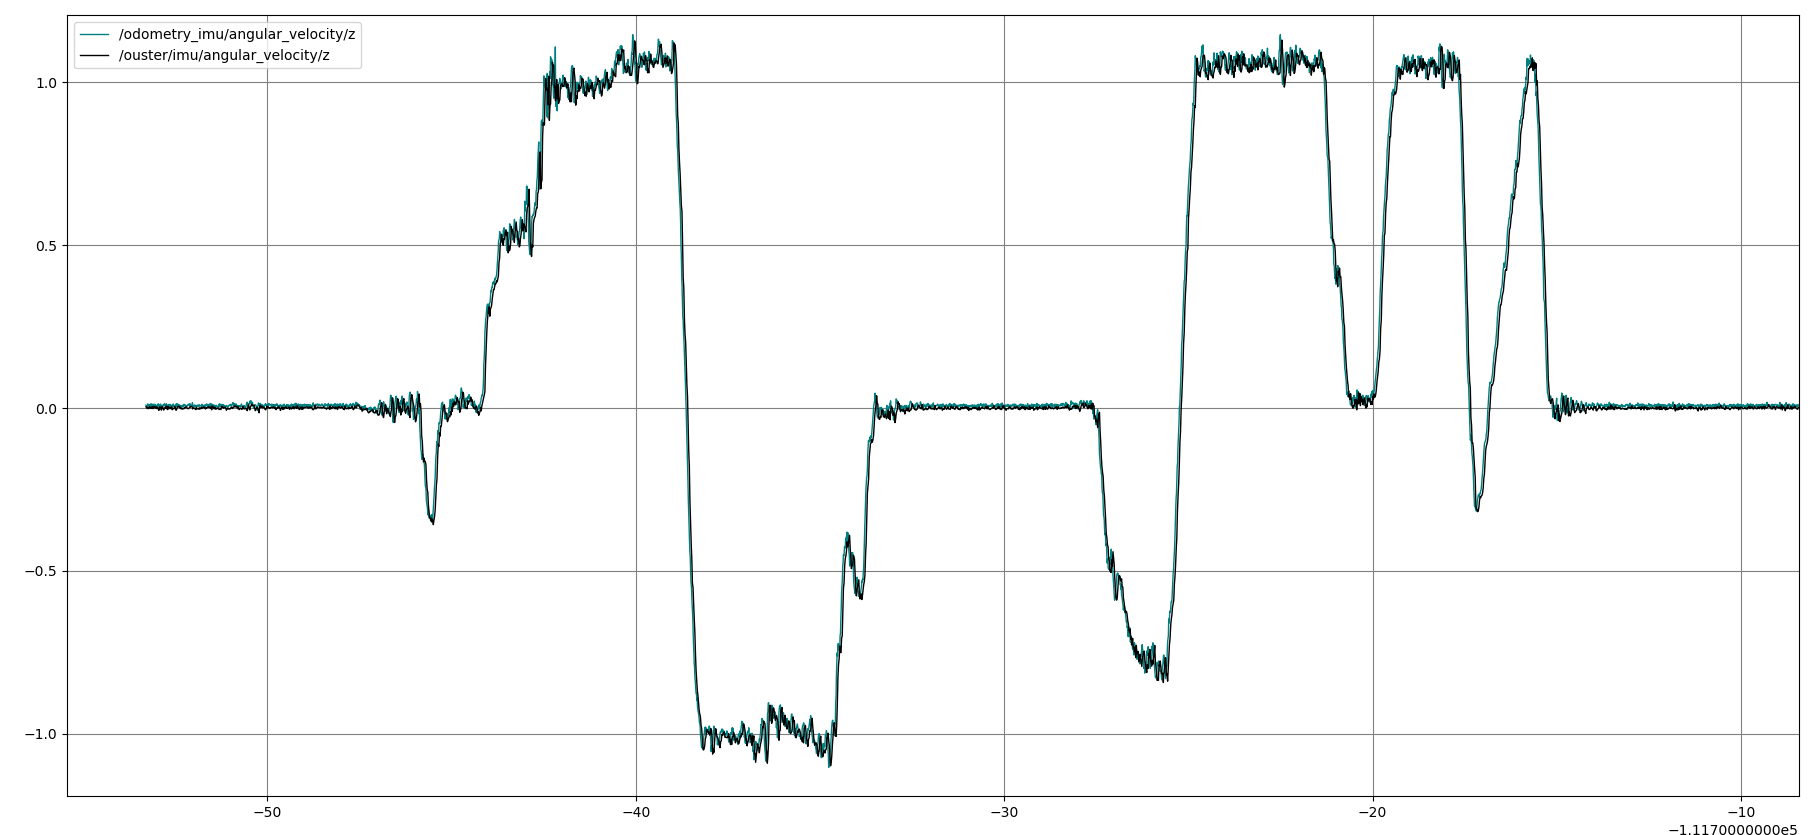 /odometry_imu/angular_velocity/z
/ouster/imu/angular_velocity/z
1.0
0.5
0.0
−0.5
−1.0
−50 −40 −30 −20 −10
−1.1170000000e5